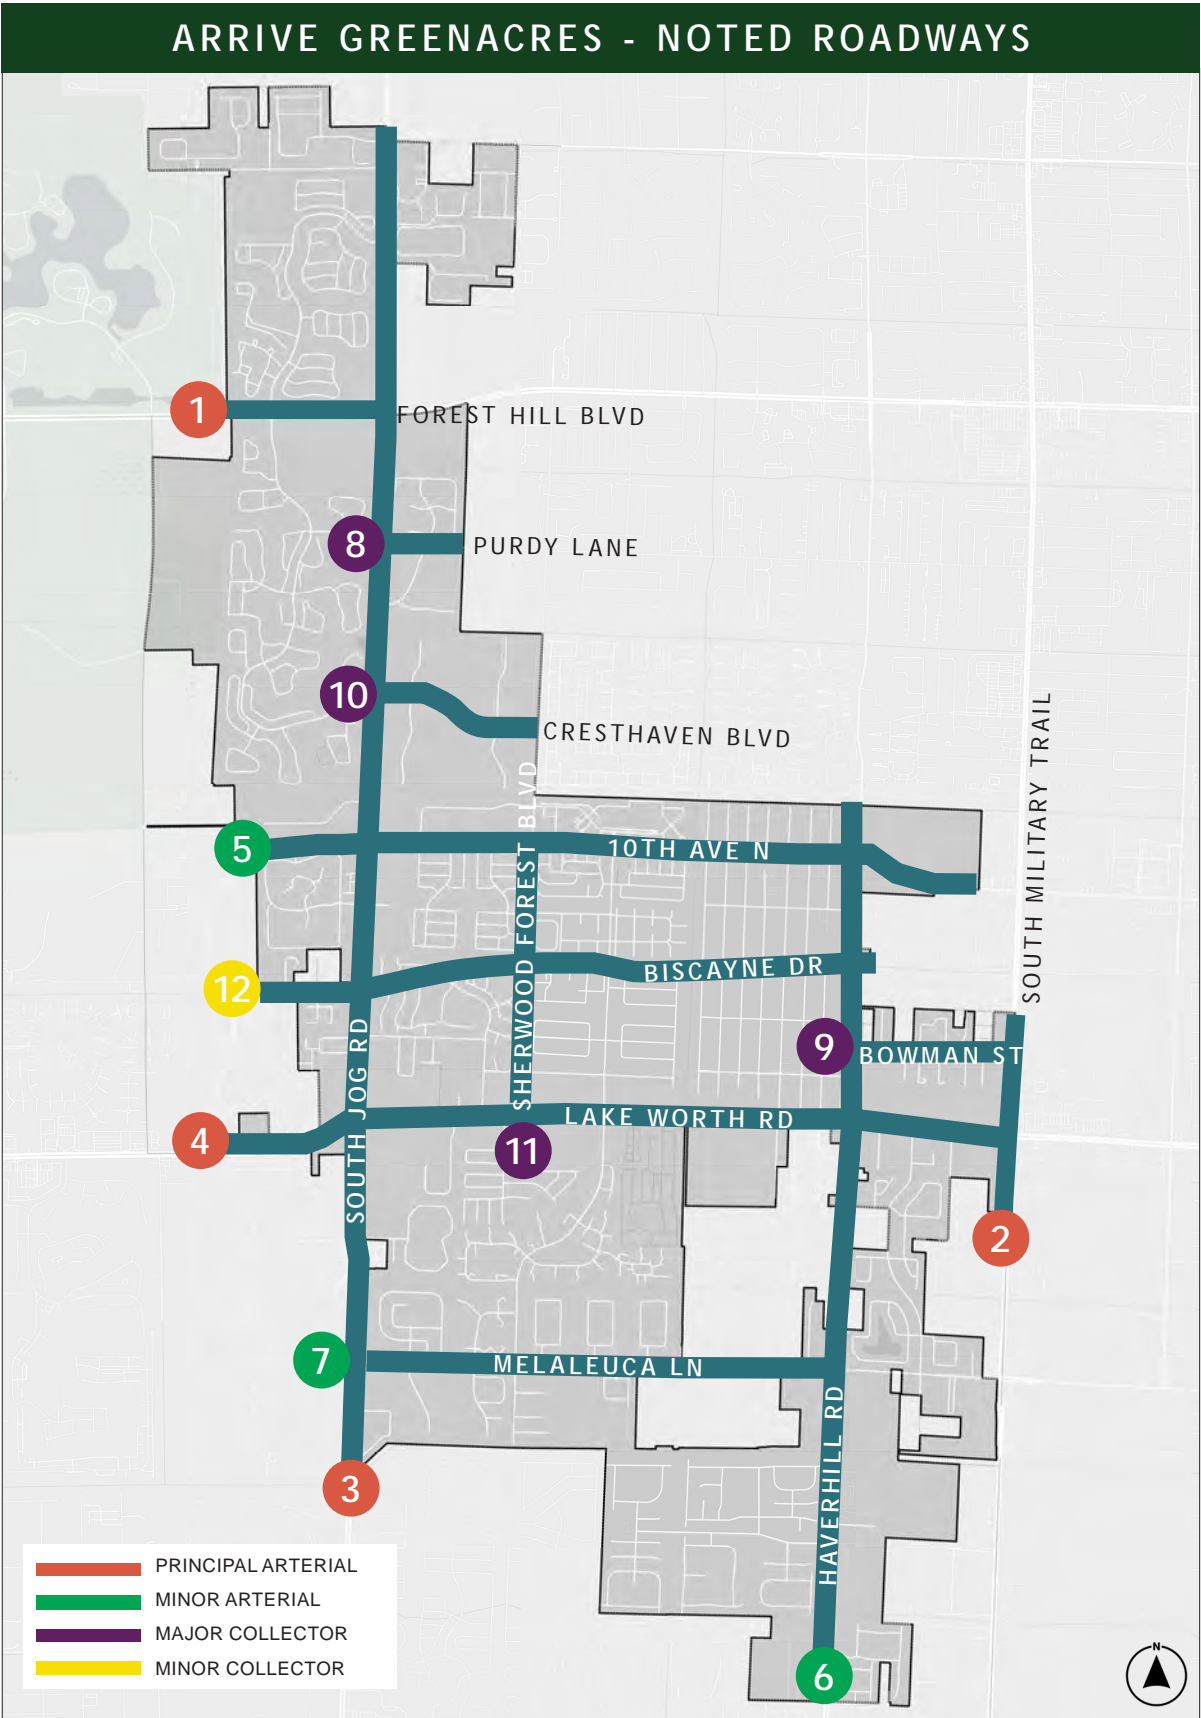 ARRIVE GREENACRES - NOTED ROADWAYS
1
FOREST HILL BLVD
8
PURDY LANE
10
CRESTHAVEN BLVD
SOUTH MILITARY TRAIL
SHERWOOD FOREST BLVD
5
10TH AVE N
12
BISCAYNE DR
SOUTH JOG RD
9
BOWMAN ST
4
LAKE WORTH RD
11
2
7
MELALEUCA LN
HAVERHILL RD
3
6
PRINCIPAL ARTERIAL
MINOR ARTERIAL
MAJOR COLLECTOR
MINOR COLLECTOR
N